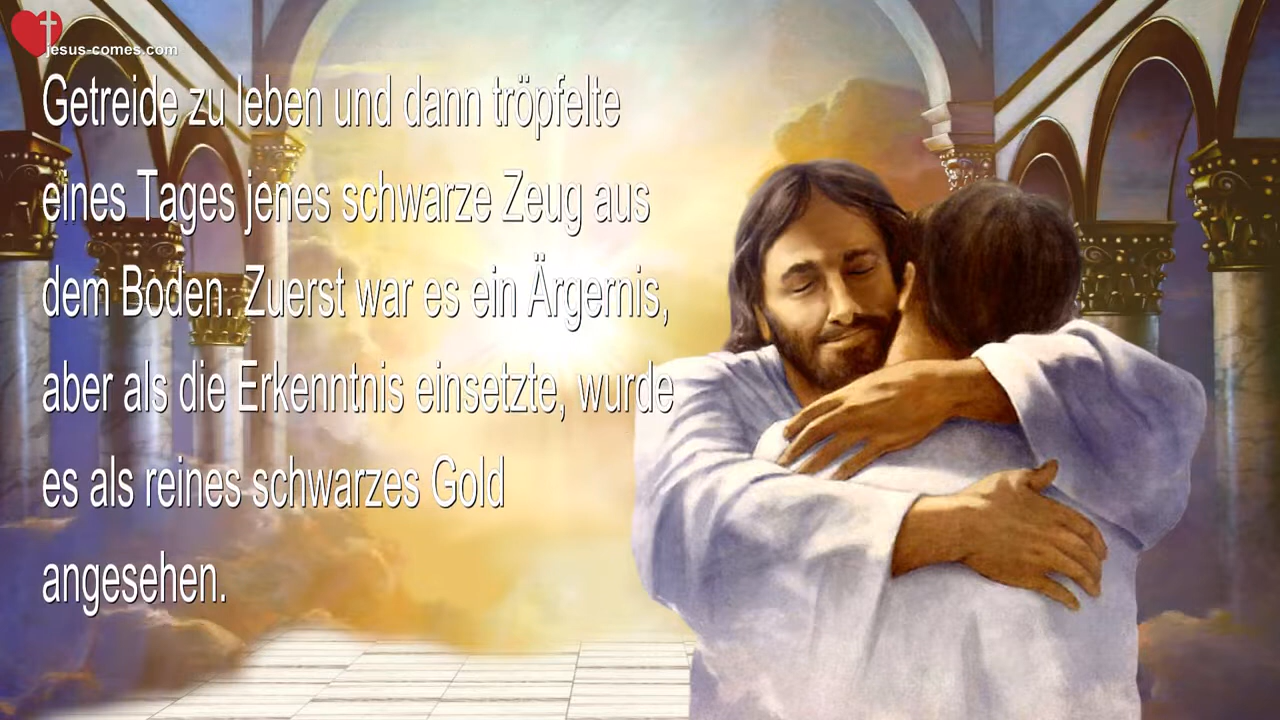 jesus-comes.com
Getreide zu leben und dann tröpfelte
eines Tages jenes schwarze Zeug aus
dem Boden. Zuerst war es ein Ärgernis,
aber als die Erkenntnis einsetzte, wurde
es als reines schwarzes Gold
angesehen.